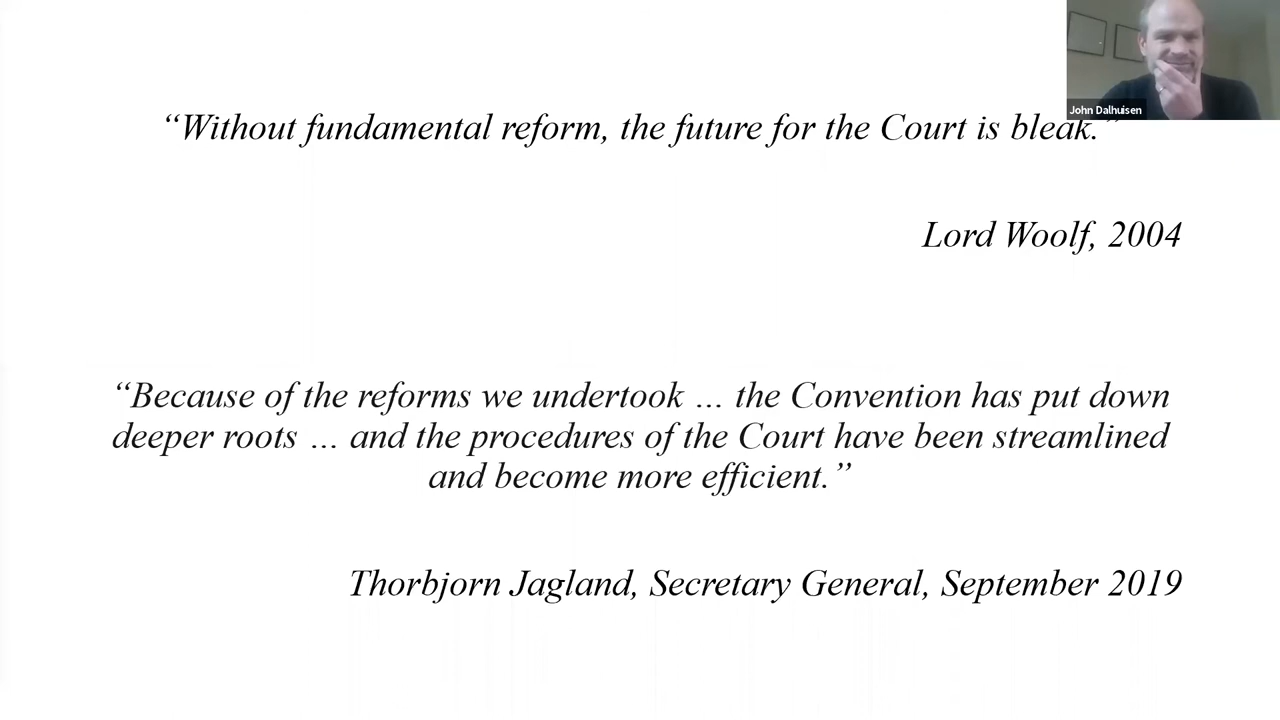 “Without fundamental reform, the future for the Court is bleak.”
John Dalhuisen
Lord Woolf, 2004
“Because of the reforms we undertook … the Convention has put down
deeper roots … and the procedures of the Court have been streamlined
and become more efficient.”
Thorbjorn Jagland, Secretary General, September 2019